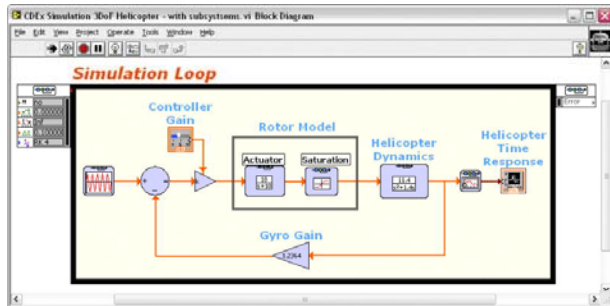 CDEx Simulation 3DoF Helicopter - with subsystsems.vi Block Diagram
File Edit View Project Operate Tools Window Help
Simulation Loop
Controller
Gain
Rotor Model
Actuator
Saturation
Helicopter
Dynamics
Helicopter
Time
Response
Error
Gyro Gain